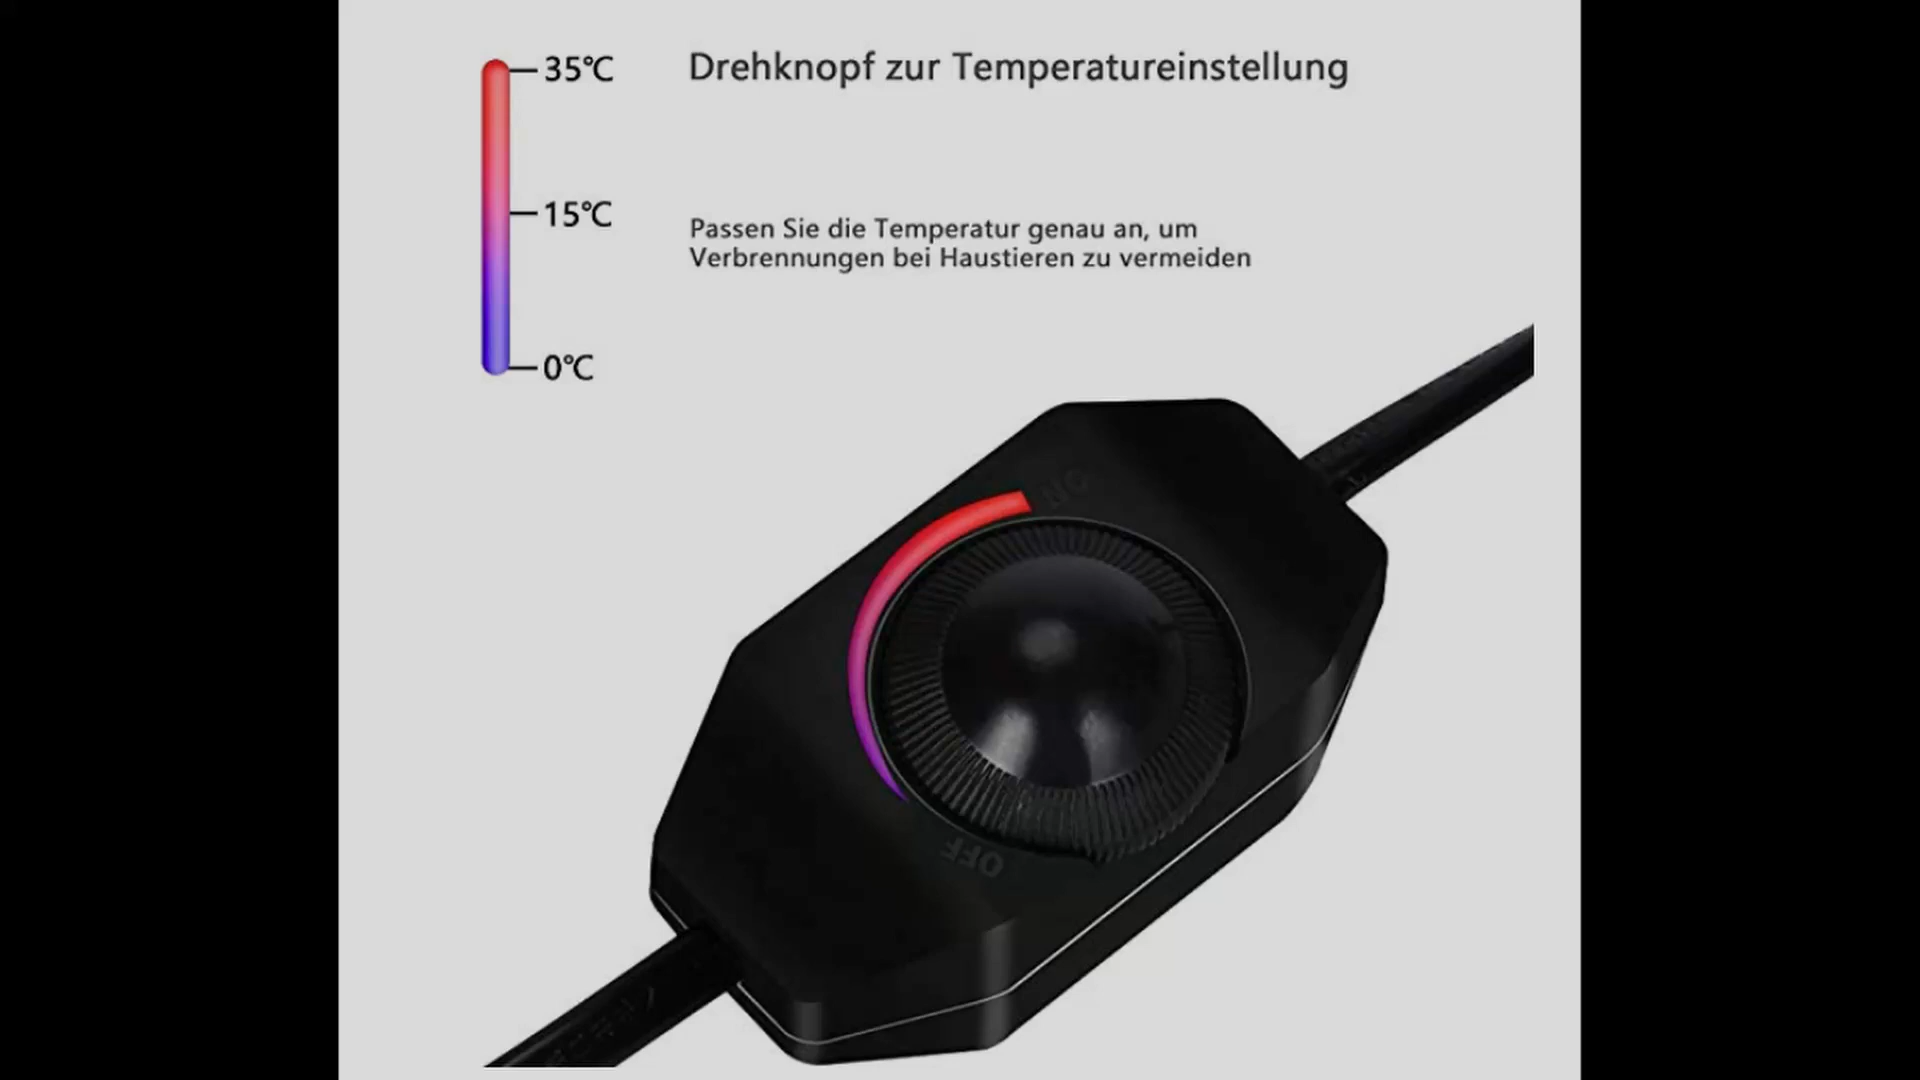 35℃
Drehknopf zur Temperatureinstellung
15℃
Passen Sie die Temperatur genau an, um
Verbrennungen bei Haustieren zu vermeiden
0℃
ON
OFF